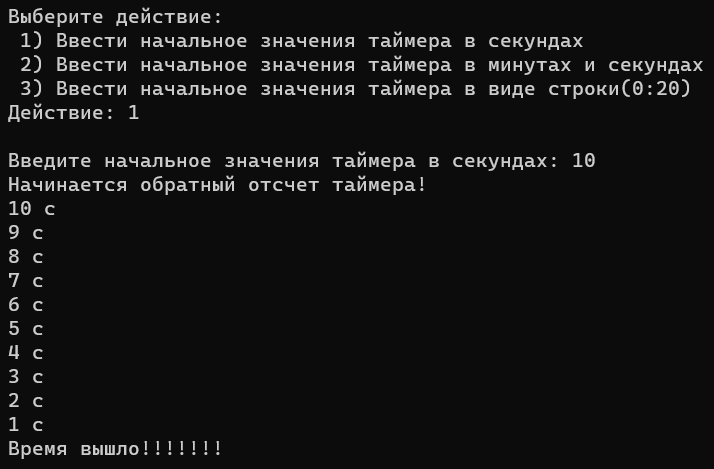 Выберите действие:
1) Ввести начальное значения таймера в секундах
2) Ввести начальное значения таймера в минутах и секундах
3) Ввести начальное значения таймера в виде строки(0:20)
Действие: 1
Введите начальное значения таймера в секундах: 10
Начинается обратный отсчет таймера!
10 с
9 с
8 с
7 с
6 с
5 с
4 с
3 с
2 с
1 с
Время вышло!!!!!!!